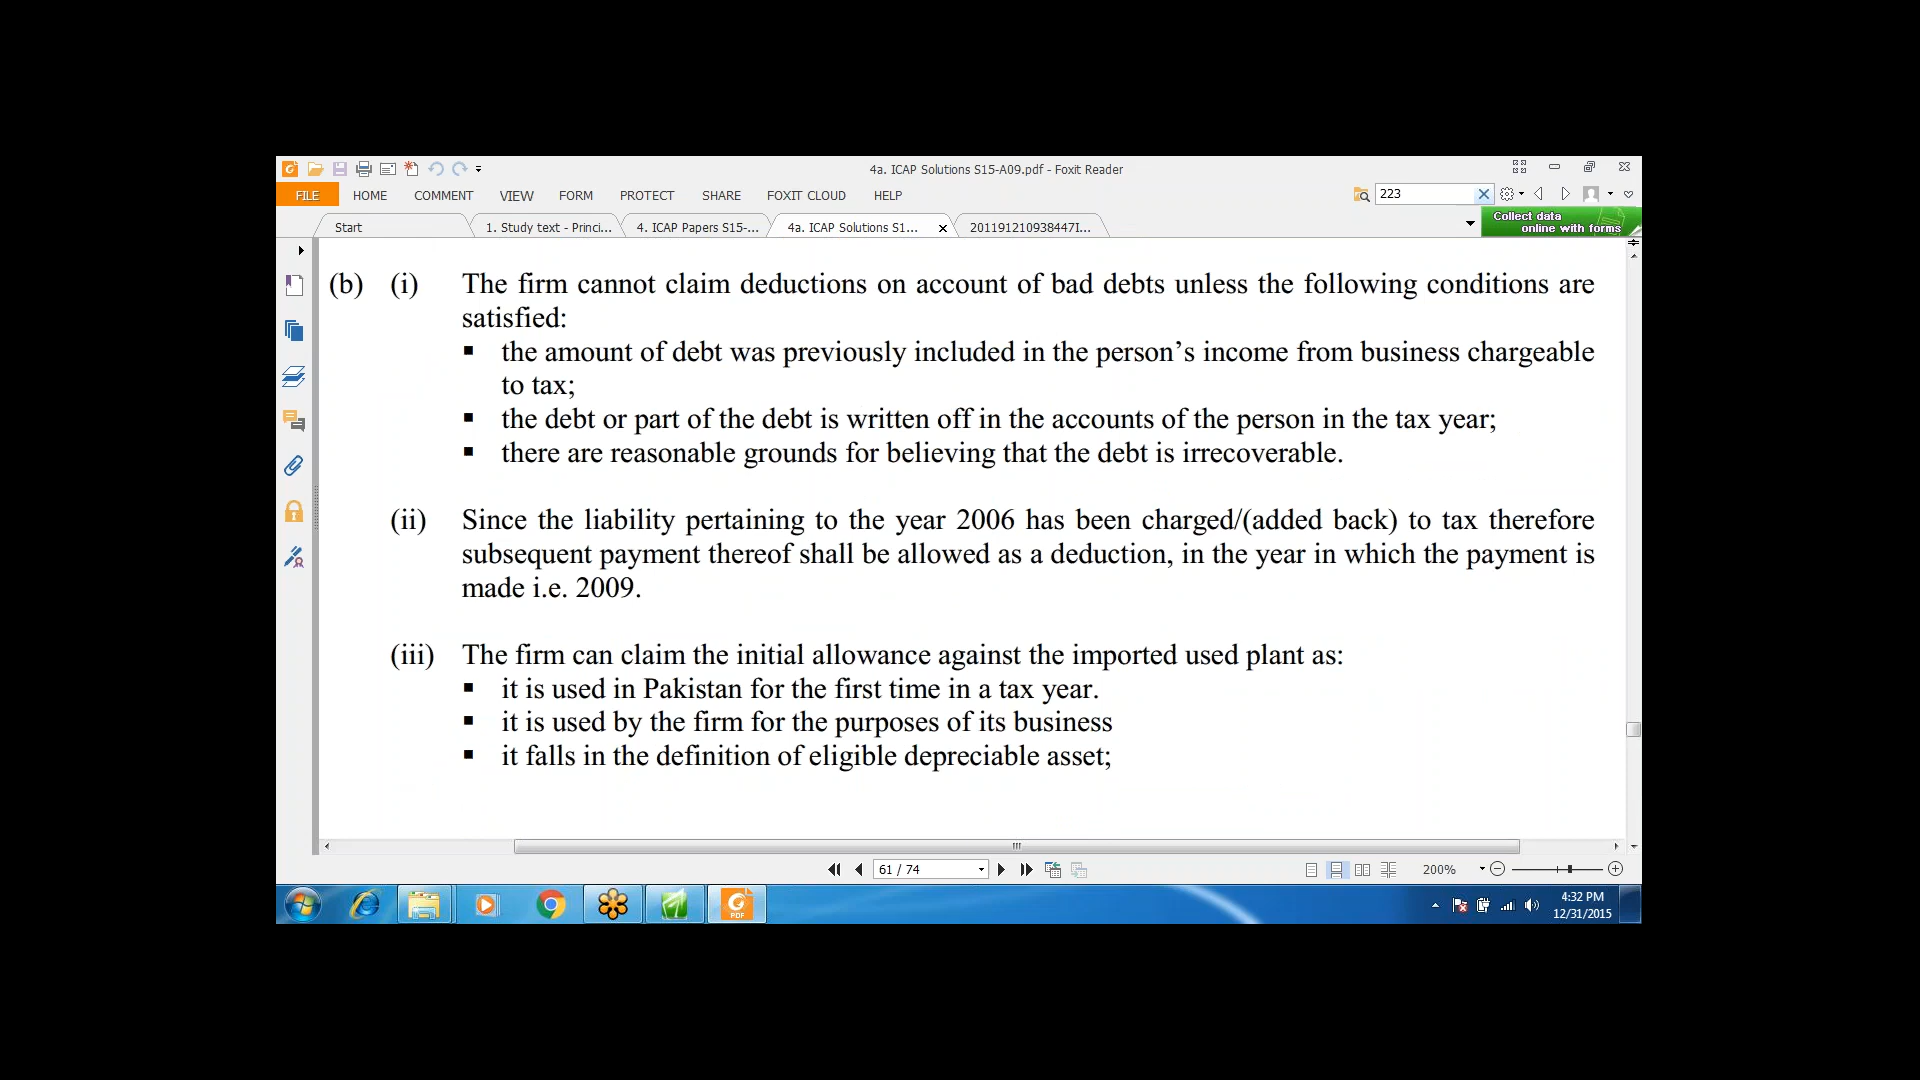 4a. ICAP Solutions S15-A09.pdf - Foxit Reader
FILE HOME COMMENT VIEW FORM PROTECT SHARE FOXIT CLOUD HELP 223
Start 1. Study text - Princi... 4. ICAP Papers S15-... 4a. ICAP Solutions S1... 201191210938447I...
Collect data
online with forms
(b) (i) The firm cannot claim deductions on account of bad debts unless the following conditions are
satisfied:
▪ the amount of debt was previously included in the person’s income from business chargeable
to tax;
▪ the debt or part of the debt is written off in the accounts of the person in the tax year;
▪ there are reasonable grounds for believing that the debt is irrecoverable.
(ii) Since the liability pertaining to the year 2006 has been charged/(added back) to tax therefore
subsequent payment thereof shall be allowed as a deduction, in the year in which the payment is
made i.e. 2009.
(iii) The firm can claim the initial allowance against the imported used plant as:
▪ it is used in Pakistan for the first time in a tax year.
▪ it is used by the firm for the purposes of its business
▪ it falls in the definition of eligible depreciable asset;
61 / 74 200%
PDF
4:32 PM
12/31/2015